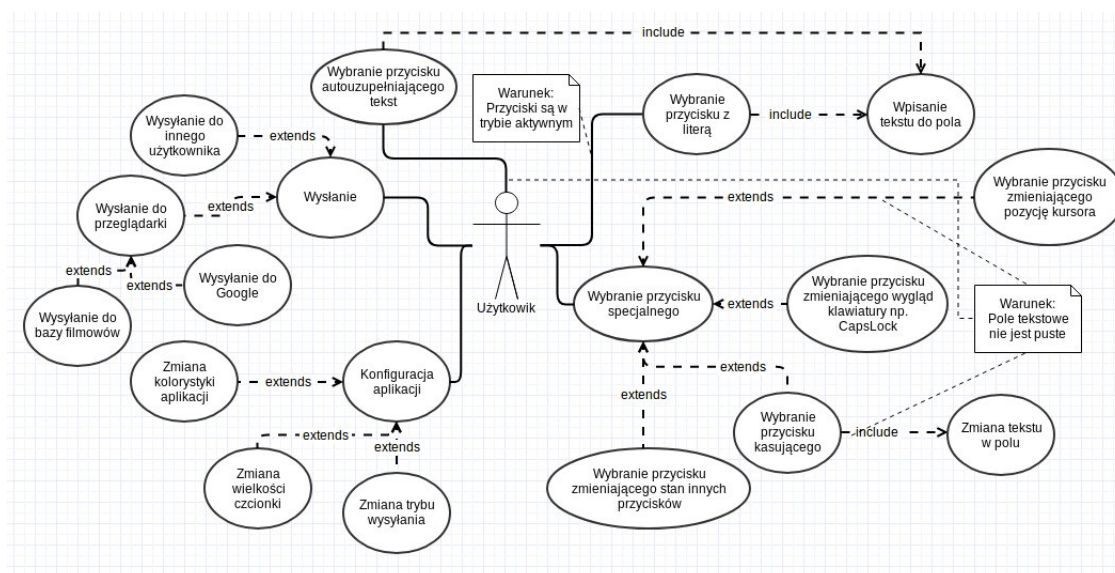 include
Wybranie przycisku
autouzupełniającego
tekst
Warunek:
Przyciski są w
trybie aktywnym
Wybranie
przycisku z
literą
include
Wpisanie
tekstu do pola
Wysyłanie do
innego
użytkownika
extends
Wysłanie
Wysłanie do
przeglądarki
extends
extends
extends
Wysyłanie do
Google
Wysyłanie do
bazy filmowów
Użytkowik
Wybranie przycisku
zmieniającego
pozycję kursora
extends
Wybranie przycisku
specjalnego
extends
Wybranie przycisku
zmieniającego wygląd
klawiatury np.
CapsLock
Warunek:
Pole tekstowe
nie jest puste
Zmiana
kolorystyki
aplikacji
extends
Konfiguracja
aplikacji
extends
extends
Zmiana
wielkości
czcionki
extends
Zmiana trybu
wysyłania
extends
Wybranie
przycisku
kasującego
include
Zmiana tekstu
w polu
Wybranie przycisku
zmieniającego stan innych
przycisków